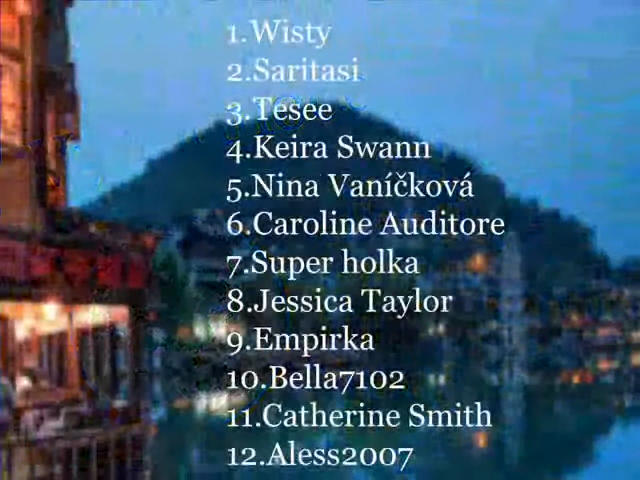 1.Wisty
2.Saritasi
3.Tesee
4.Keira Swann
5.Nina Vaníčková
6.Caroline Auditore
7.Super holka
8.Jessica Taylor
9.Empirka
10.Bella7102
11.Catherine Smith
12.Aless2007